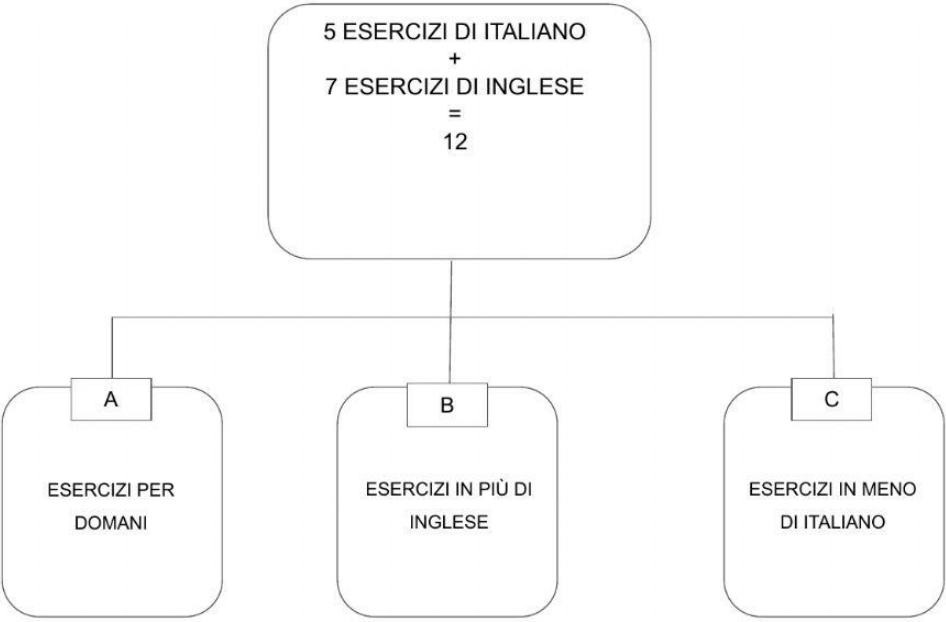 5 ESERCIZI DI ITALIANO
+
7 ESERCIZI DI INGLESE
=
12
A
ESERCIZI PER
DOMANI
B
ESERCIZI IN PIÙ DI
INGLESE
C
ESERCIZI IN MENO
DI ITALIANO